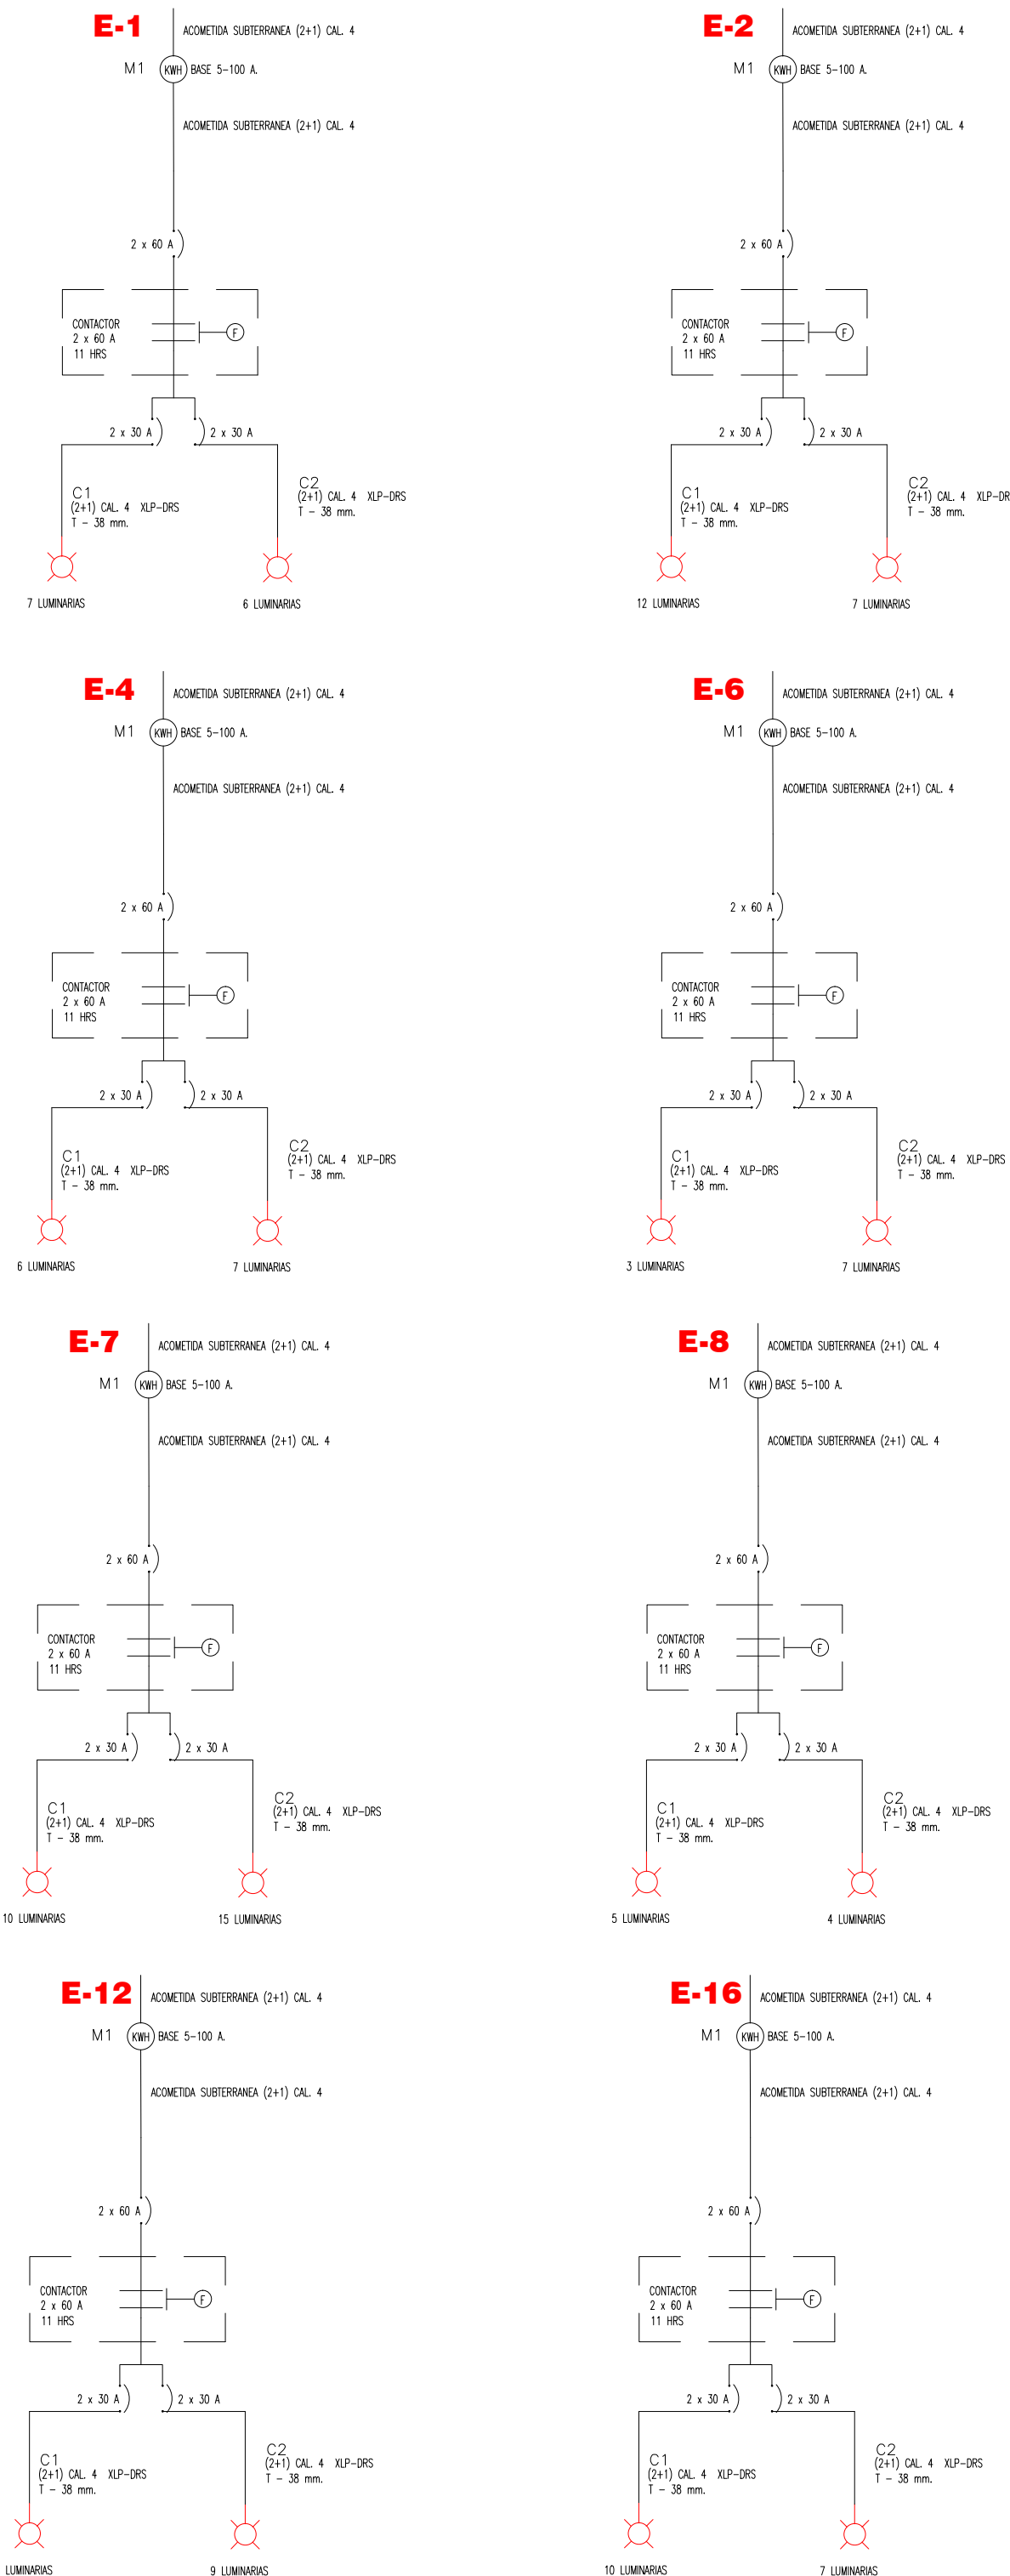 E-1
ACOMETIDA SUBTERRANEA (2+1) CAL. 4
M1
KWH
BASE 5-100 A.
ACOMETIDA SUBTERRANEA (2+1) CAL. 4
2 x 60 A
CONTACTOR
2 x 60 A
11 HRS
F
2 x 30 A
2 x 30 A
C1
(2+1) CAL. 4 XLP-DRS
T - 38 mm.
C2
(2+1) CAL. 4 XLP-DRS
T - 38 mm.
7 LUMINARIAS
6 LUMINARIAS
E-2
ACOMETIDA SUBTERRANEA (2+1) CAL. 4
M1
KWH
BASE 5-100 A.
ACOMETIDA SUBTERRANEA (2+1) CAL. 4
2 x 60 A
CONTACTOR
2 x 60 A
11 HRS
F
2 x 30 A
2 x 30 A
C1
(2+1) CAL. 4 XLP-DRS
T - 38 mm.
C2
(2+1) CAL. 4 XLP-DR
T - 38 mm.
12 LUMINARIAS
7 LUMINARIAS
E-4
ACOMETIDA SUBTERRANEA (2+1) CAL. 4
M1
KWH
BASE 5-100 A.
ACOMETIDA SUBTERRANEA (2+1) CAL. 4
2 x 60 A
CONTACTOR
2 x 60 A
11 HRS
F
2 x 30 A
2 x 30 A
C1
(2+1) CAL. 4 XLP-DRS
T - 38 mm.
C2
(2+1) CAL. 4 XLP-DRS
T - 38 mm.
6 LUMINARIAS
7 LUMINARIAS
E-6
ACOMETIDA SUBTERRANEA (2+1) CAL. 4
M1
KWH
BASE 5-100 A.
ACOMETIDA SUBTERRANEA (2+1) CAL. 4
2 x 60 A
CONTACTOR
2 x 60 A
11 HRS
F
2 x 30 A
2 x 30 A
C1
(2+1) CAL. 4 XLP-DRS
T - 38 mm.
C2
(2+1) CAL. 4 XLP-DRS
T - 38 mm.
3 LUMINARIAS
7 LUMINARIAS
E-7
ACOMETIDA SUBTERRANEA (2+1) CAL. 4
M1
KWH
BASE 5-100 A.
ACOMETIDA SUBTERRANEA (2+1) CAL. 4
2 x 60 A
CONTACTOR
2 x 60 A
11 HRS
F
2 x 30 A
2 x 30 A
C1
(2+1) CAL. 4 XLP-DRS
T - 38 mm.
C2
(2+1) CAL. 4 XLP-DRS
T - 38 mm.
10 LUMINARIAS
15 LUMINARIAS
E-8
ACOMETIDA SUBTERRANEA (2+1) CAL. 4
M1
KWH
BASE 5-100 A.
ACOMETIDA SUBTERRANEA (2+1) CAL. 4
2 x 60 A
CONTACTOR
2 x 60 A
11 HRS
F
2 x 30 A
2 x 30 A
C1
(2+1) CAL. 4 XLP-DRS
T - 38 mm.
C2
(2+1) CAL. 4 XLP-DRS
T - 38 mm.
5 LUMINARIAS
4 LUMINARIAS
E-12
ACOMETIDA SUBTERRANEA (2+1) CAL. 4
M1
KWH
BASE 5-100 A.
ACOMETIDA SUBTERRANEA (2+1) CAL. 4
2 x 60 A
CONTACTOR
2 x 60 A
11 HRS
F
2 x 30 A
2 x 30 A
C1
(2+1) CAL. 4 XLP-DRS
T - 38 mm.
C2
(2+1) CAL. 4 XLP-DRS
T - 38 mm.
LUMINARIAS
9 LUMINARIAS
E-16
ACOMETIDA SUBTERRANEA (2+1) CAL. 4
M1
KWH
BASE 5-100 A.
ACOMETIDA SUBTERRANEA (2+1) CAL. 4
2 x 60 A
CONTACTOR
2 x 60 A
11 HRS
F
2 x 30 A
2 x 30 A
C1
(2+1) CAL. 4 XLP-DRS
T - 38 mm.
C2
(2+1) CAL. 4 XLP-DRS
T - 38 mm.
10 LUMINARIAS
7 LUMINARIAS